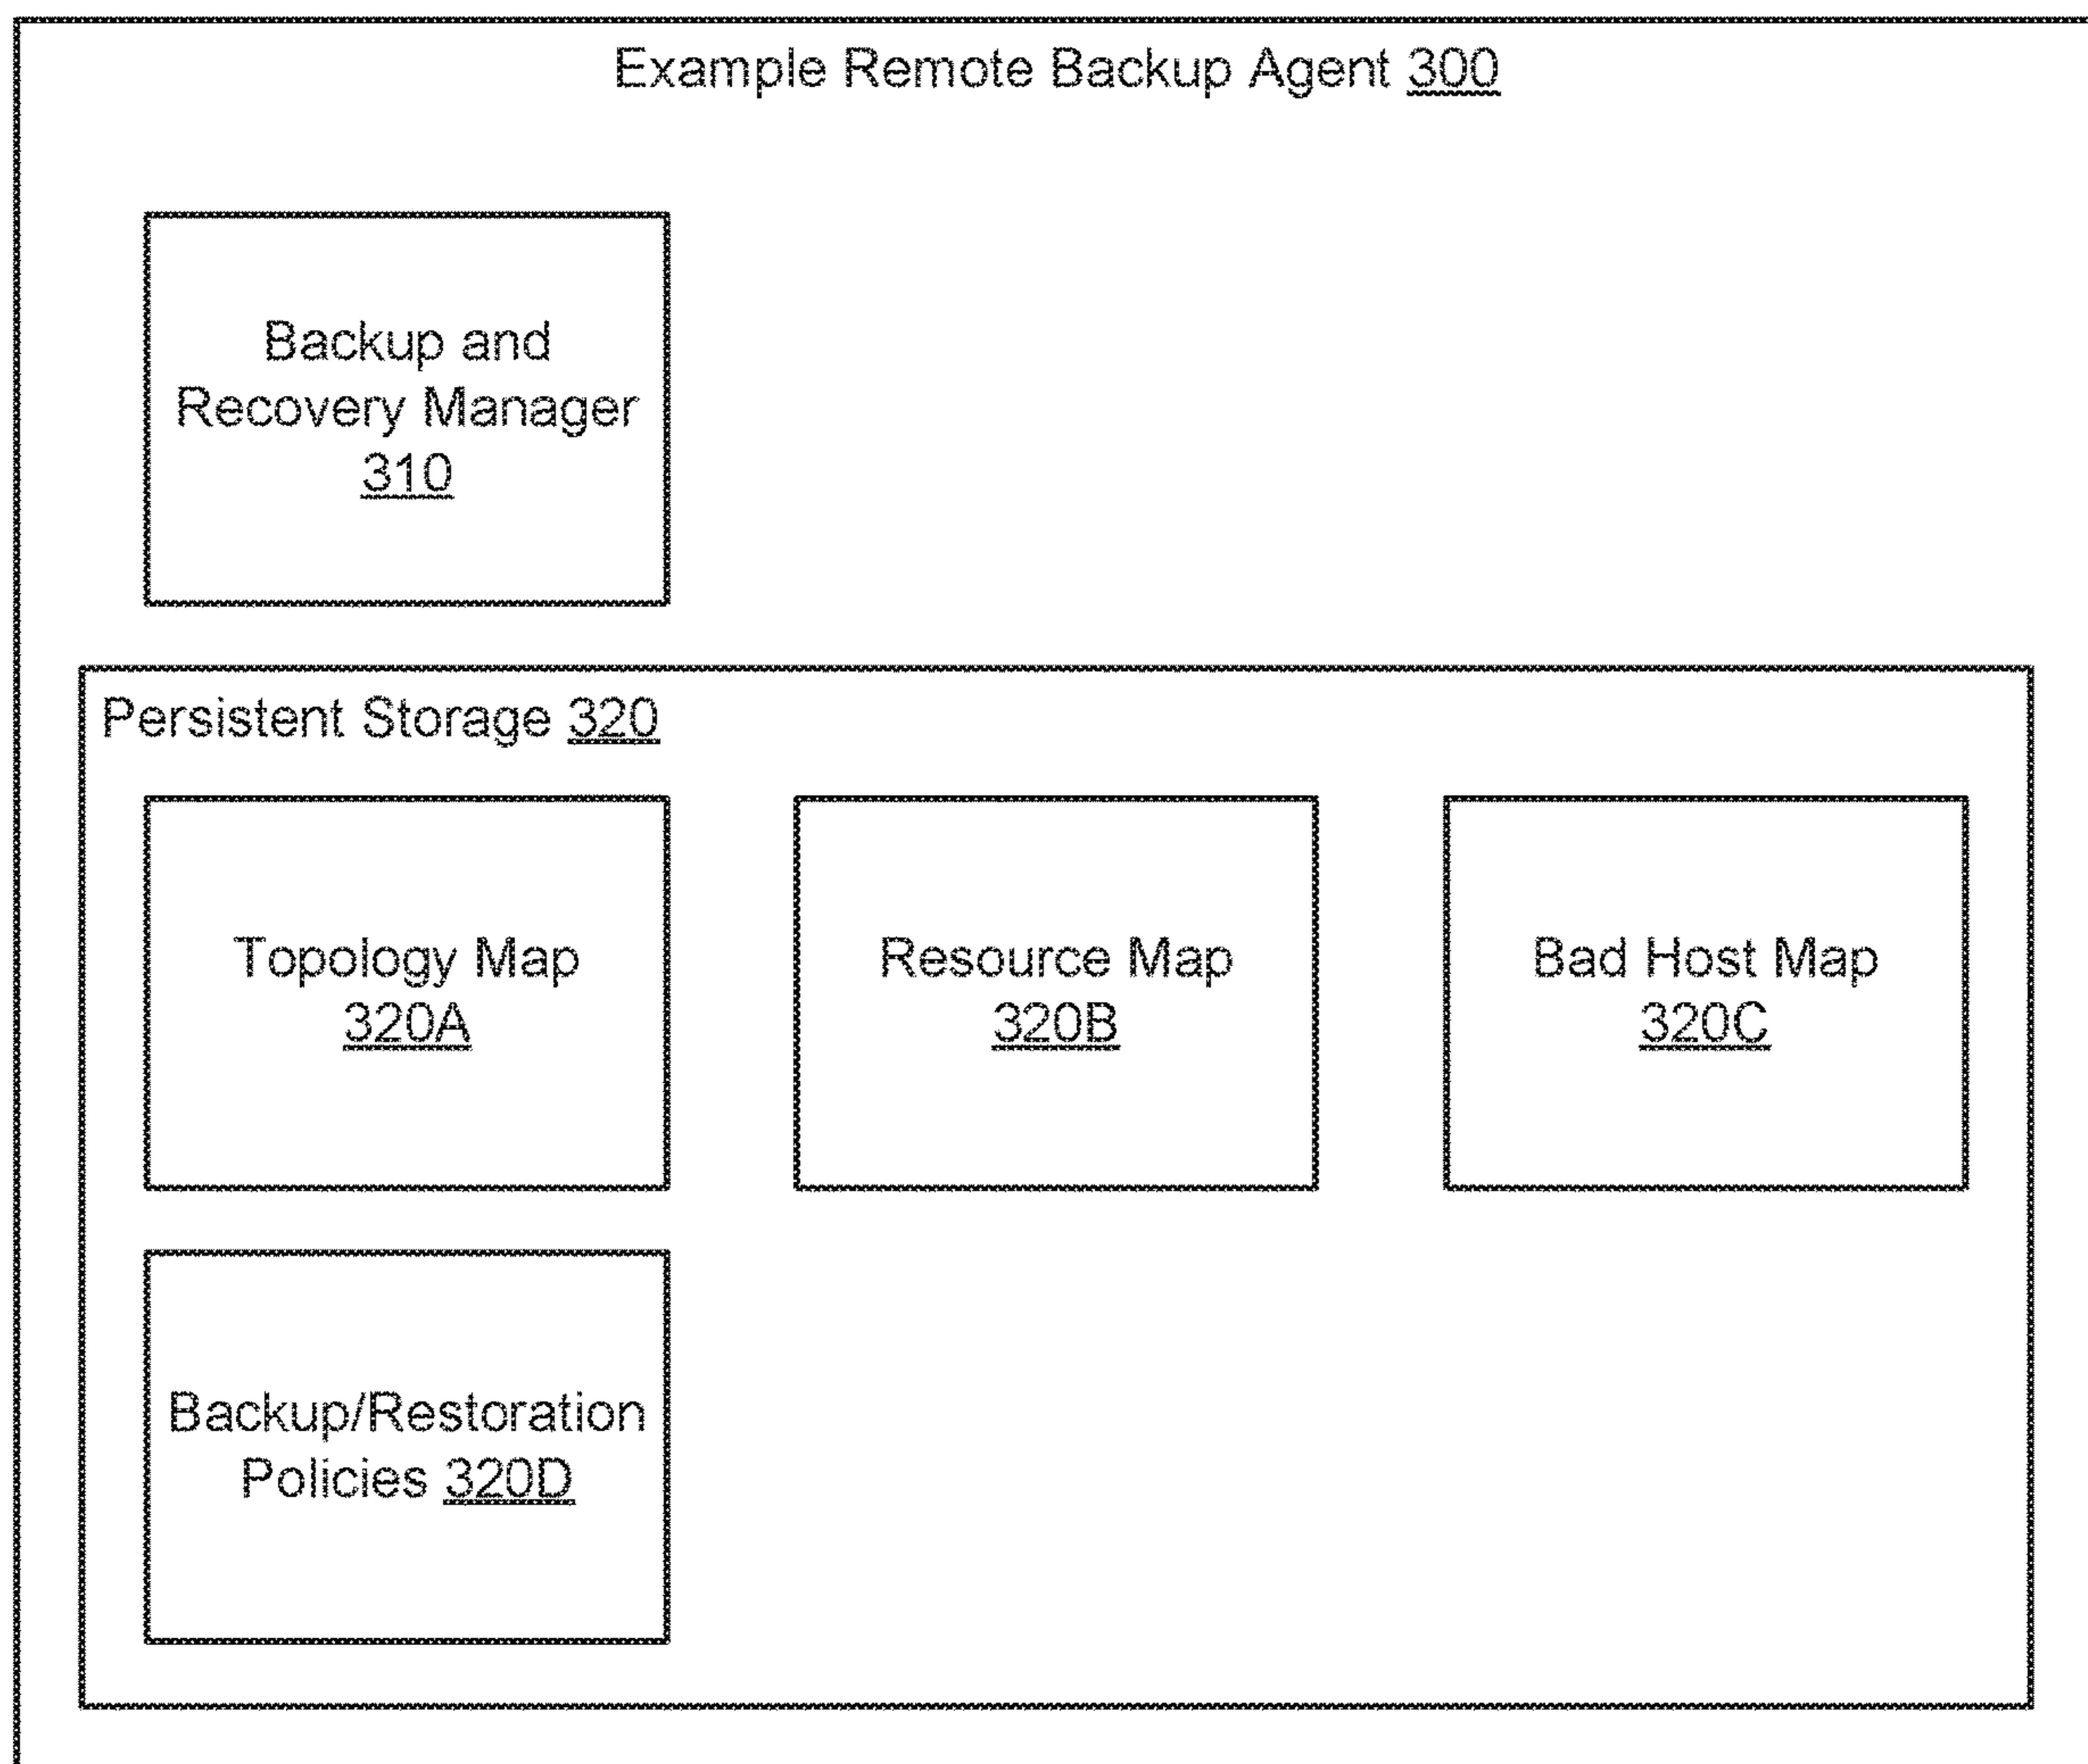 Example Remote Backup Agent 300
Backup and
Recovery Manager
310
Persistent Storage 320
Topology Map
320A
Resource Map
320B
Bad Host Map
320C
Backup/Restoration
Policies 320D